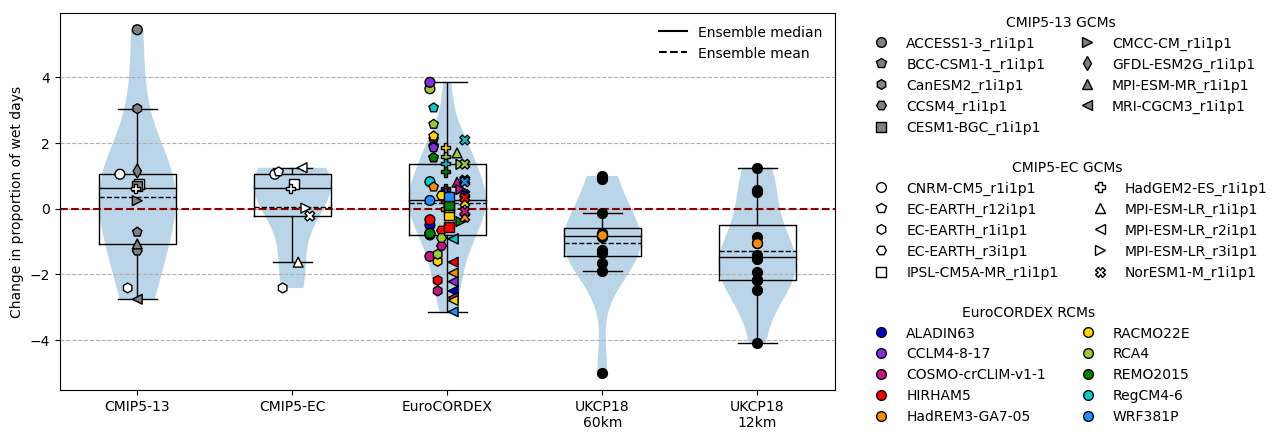 Change in proportion of wet days
4
2
0
−2
−4
CMIP5-13
CMIP5-EC
EuroCORDEX
UKCP18
60km
UKCP18
12km
Ensemble median
Ensemble mean
CMIP5-13 GCMs
ACCESS1-3_r1i1p1
BCC-CSM1-1_r1i1p1
CanESM2_r1i1p1
CCSM4_r1i1p1
CESM1-BGC_r1i1p1
CMCC-CM_r1i1p1
GFDL-ESM2G_r1i1p1
MPI-ESM-MR_r1i1p1
MRI-CGCM3_r1i1p1
CMIP5-EC GCMs
CNRM-CM5_r1i1p1
EC-EARTH_r12i1p1
EC-EARTH_r1i1p1
EC-EARTH_r3i1p1
IPSL-CM5A-MR_r1i1p1
HadGEM2-ES_r1i1p1
MPI-ESM-LR_r1i1p1
MPI-ESM-LR_r2i1p1
MPI-ESM-LR_r3i1p1
NorESM1-M_r1i1p1
EuroCORDEX RCMs
ALADIN63
CCLM4-8-17
COSMO-crCLIM-v1-1
HIRHAM5
HadREM3-GA7-05
RACMO22E
RCA4
REMO2015
RegCM4-6
WRF381P